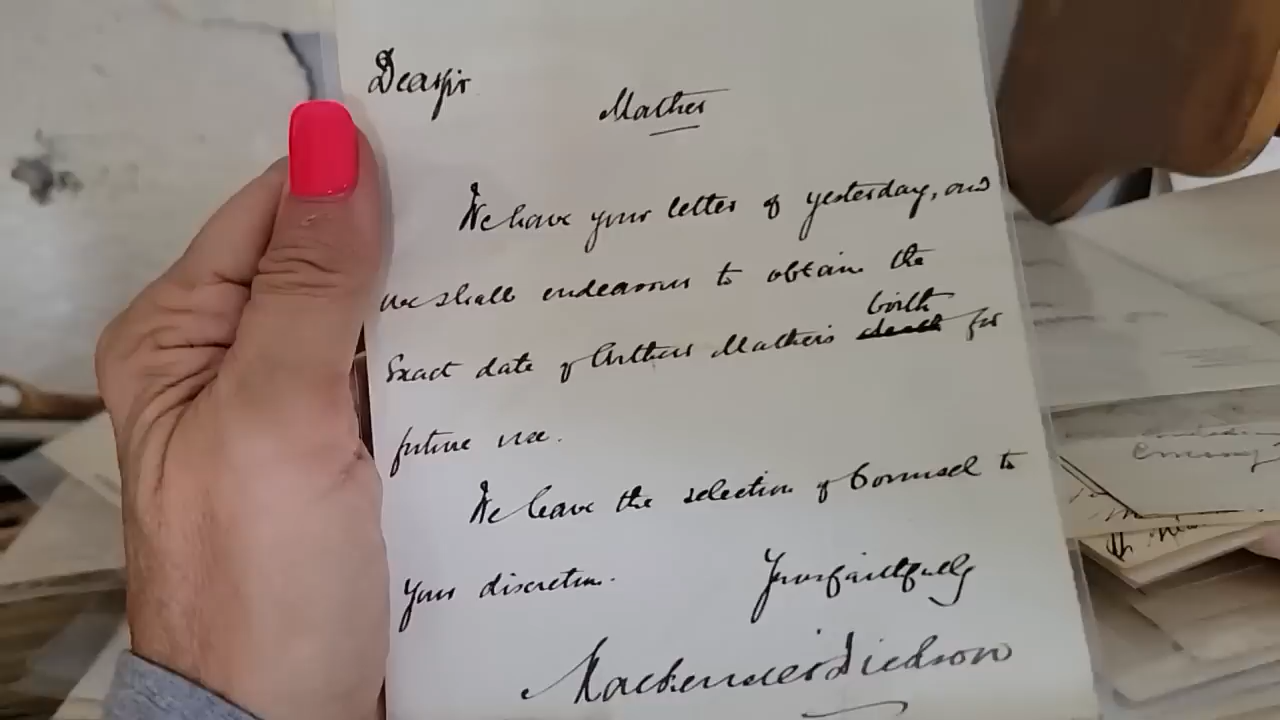 Dear Sir
Mather
We have your letter of yesterday, and
we shall endeavour to obtain the
birth
Exact date of Arthur Mather's death for
future use.
We leave the selection of Counsel to
Your discretion.
Yours faithfully
Mackenzie & Dickson